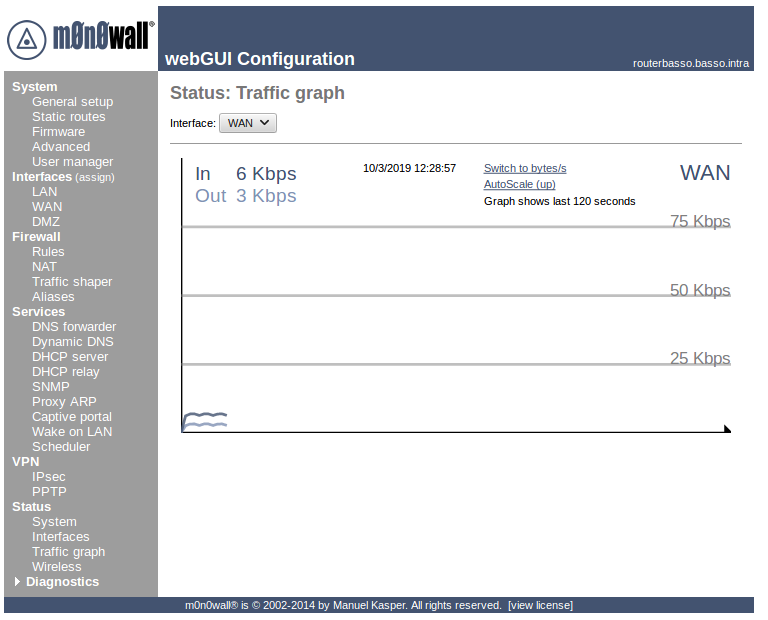 m0n0wall®
webGUI Configuration
routerbasso.basso.intra
System
General setup
Static routes
Firmware
Advanced
User manager
Interfaces (assign)
LAN
WAN
DMZ
Firewall
Rules
NAT
Traffic shaper
Aliases
Services
DNS forwarder
Dynamic DNS
DHCP server
DHCP relay
SNMP
Proxy ARP
Captive portal
Wake on LAN
Scheduler
VPN
IPsec
PPTP
Status
System
Interfaces
Traffic graph
Wireless
Diagnostics
Status: Traffic graph
Interface: WAN
In 6 Kbps
Out 3 Kbps
10/3/2019 12:28:57
Switch to bytes/s
AutoScale (up)
Graph shows last 120 seconds
WAN
75 Kbps
50 Kbps
25 Kbps
m0n0wall® is © 2002-2014 by Manuel Kasper. All rights reserved. [view license]